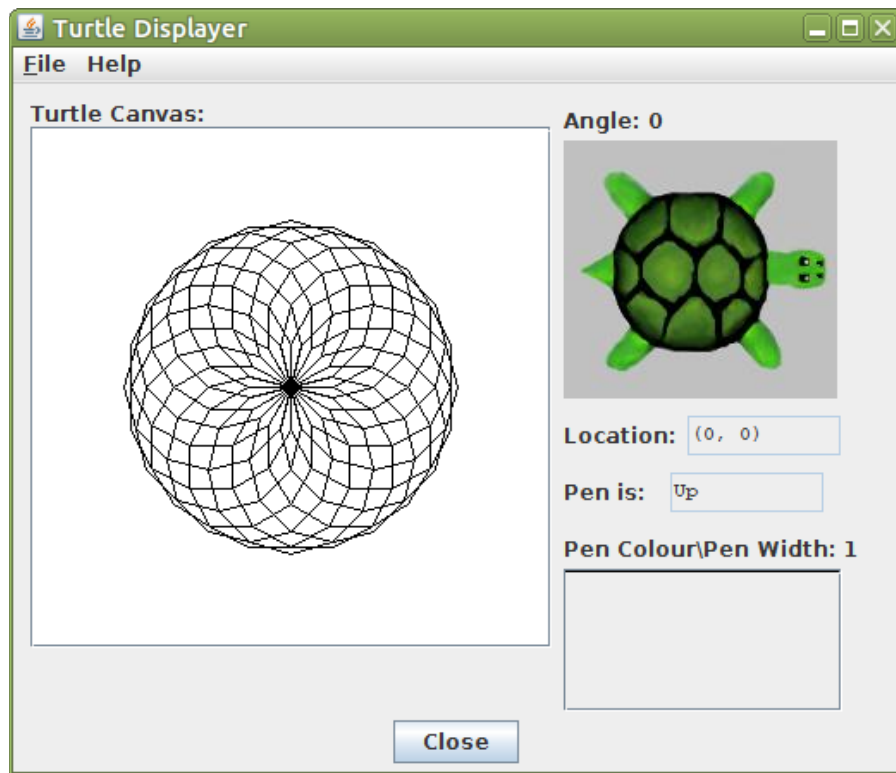 Turtle Displayer
File Help
Turtle Canvas:
Angle: 0
Location: (0, 0)
Pen is: Up
Pen Colour\Pen Width: 1
Close